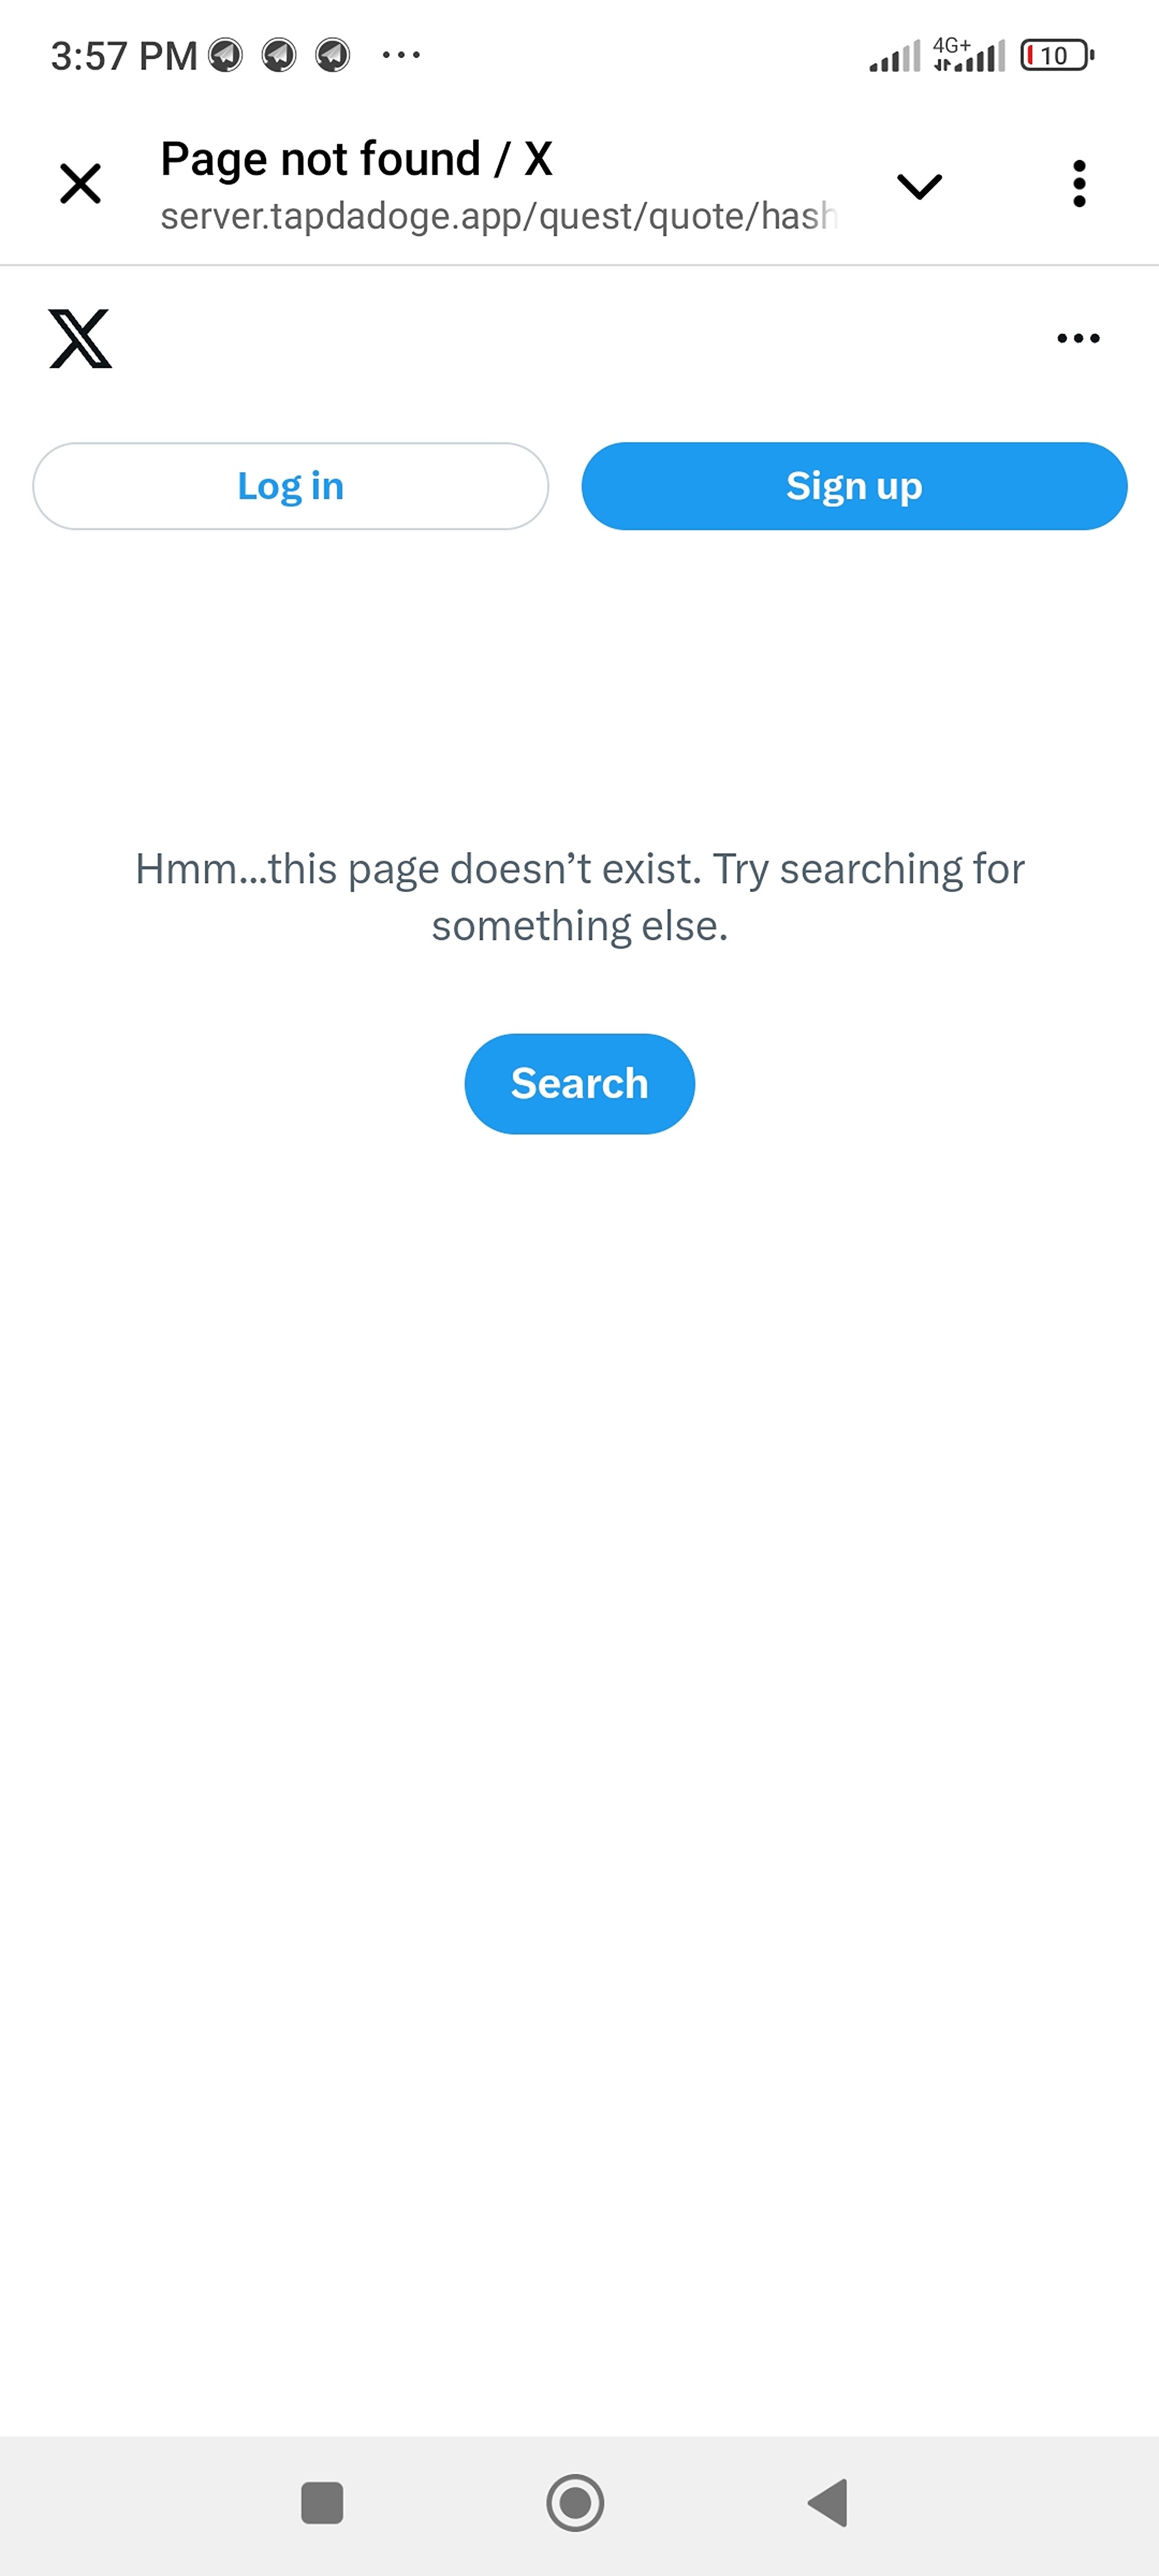 3:57 PM
4G+
10
Page not found / X
server.tapdadoge.app/quest/quote/hash
Log in
Sign up
Hmm...this page doesn’t exist. Try searching for
something else.
Search